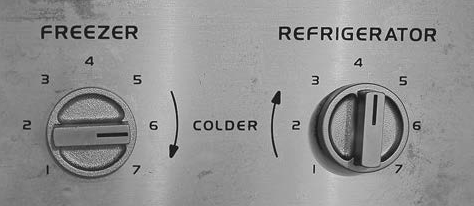 FREEZER
1 2 3 4 5 6 7
COLDER
REFRIGERATOR
1 2 3 4 5 6 7